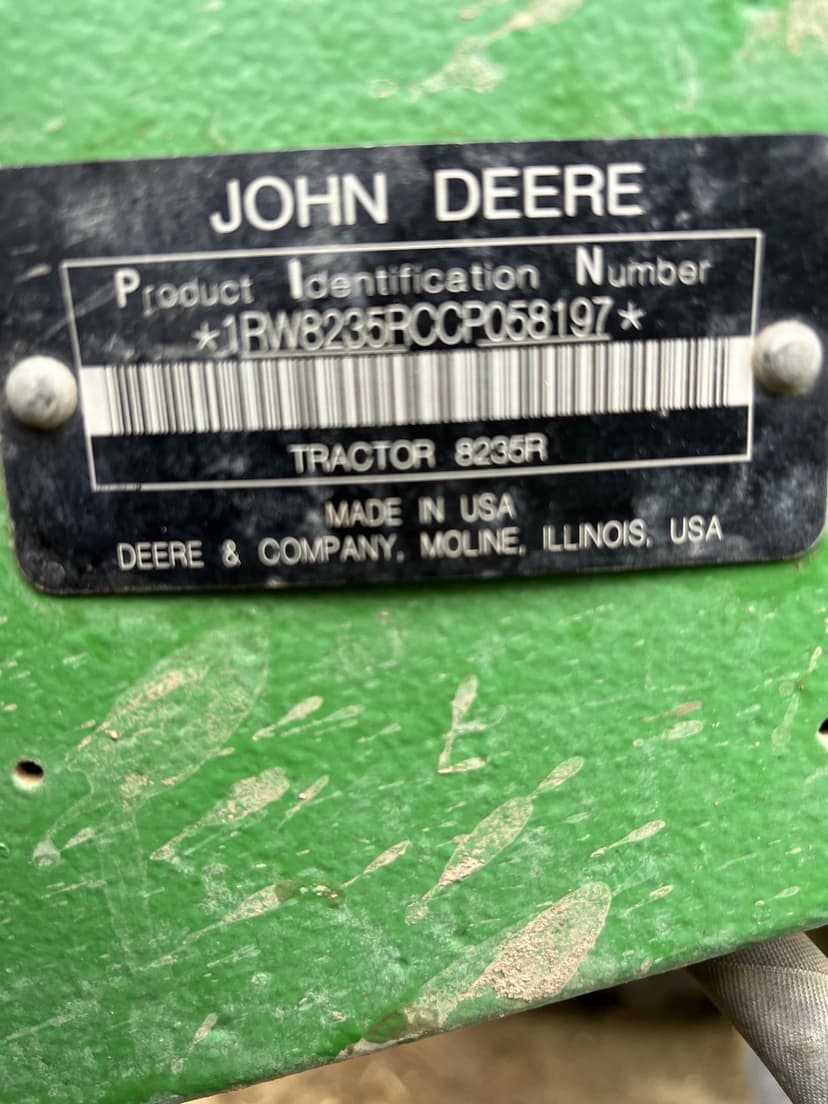 JOHN DEERE
Product Identification Number
*1RW8235RCCP058197*
TRACTOR 8235R
MADE IN USA
DEERE & COMPANY, MOLINE, ILLINOIS, USA